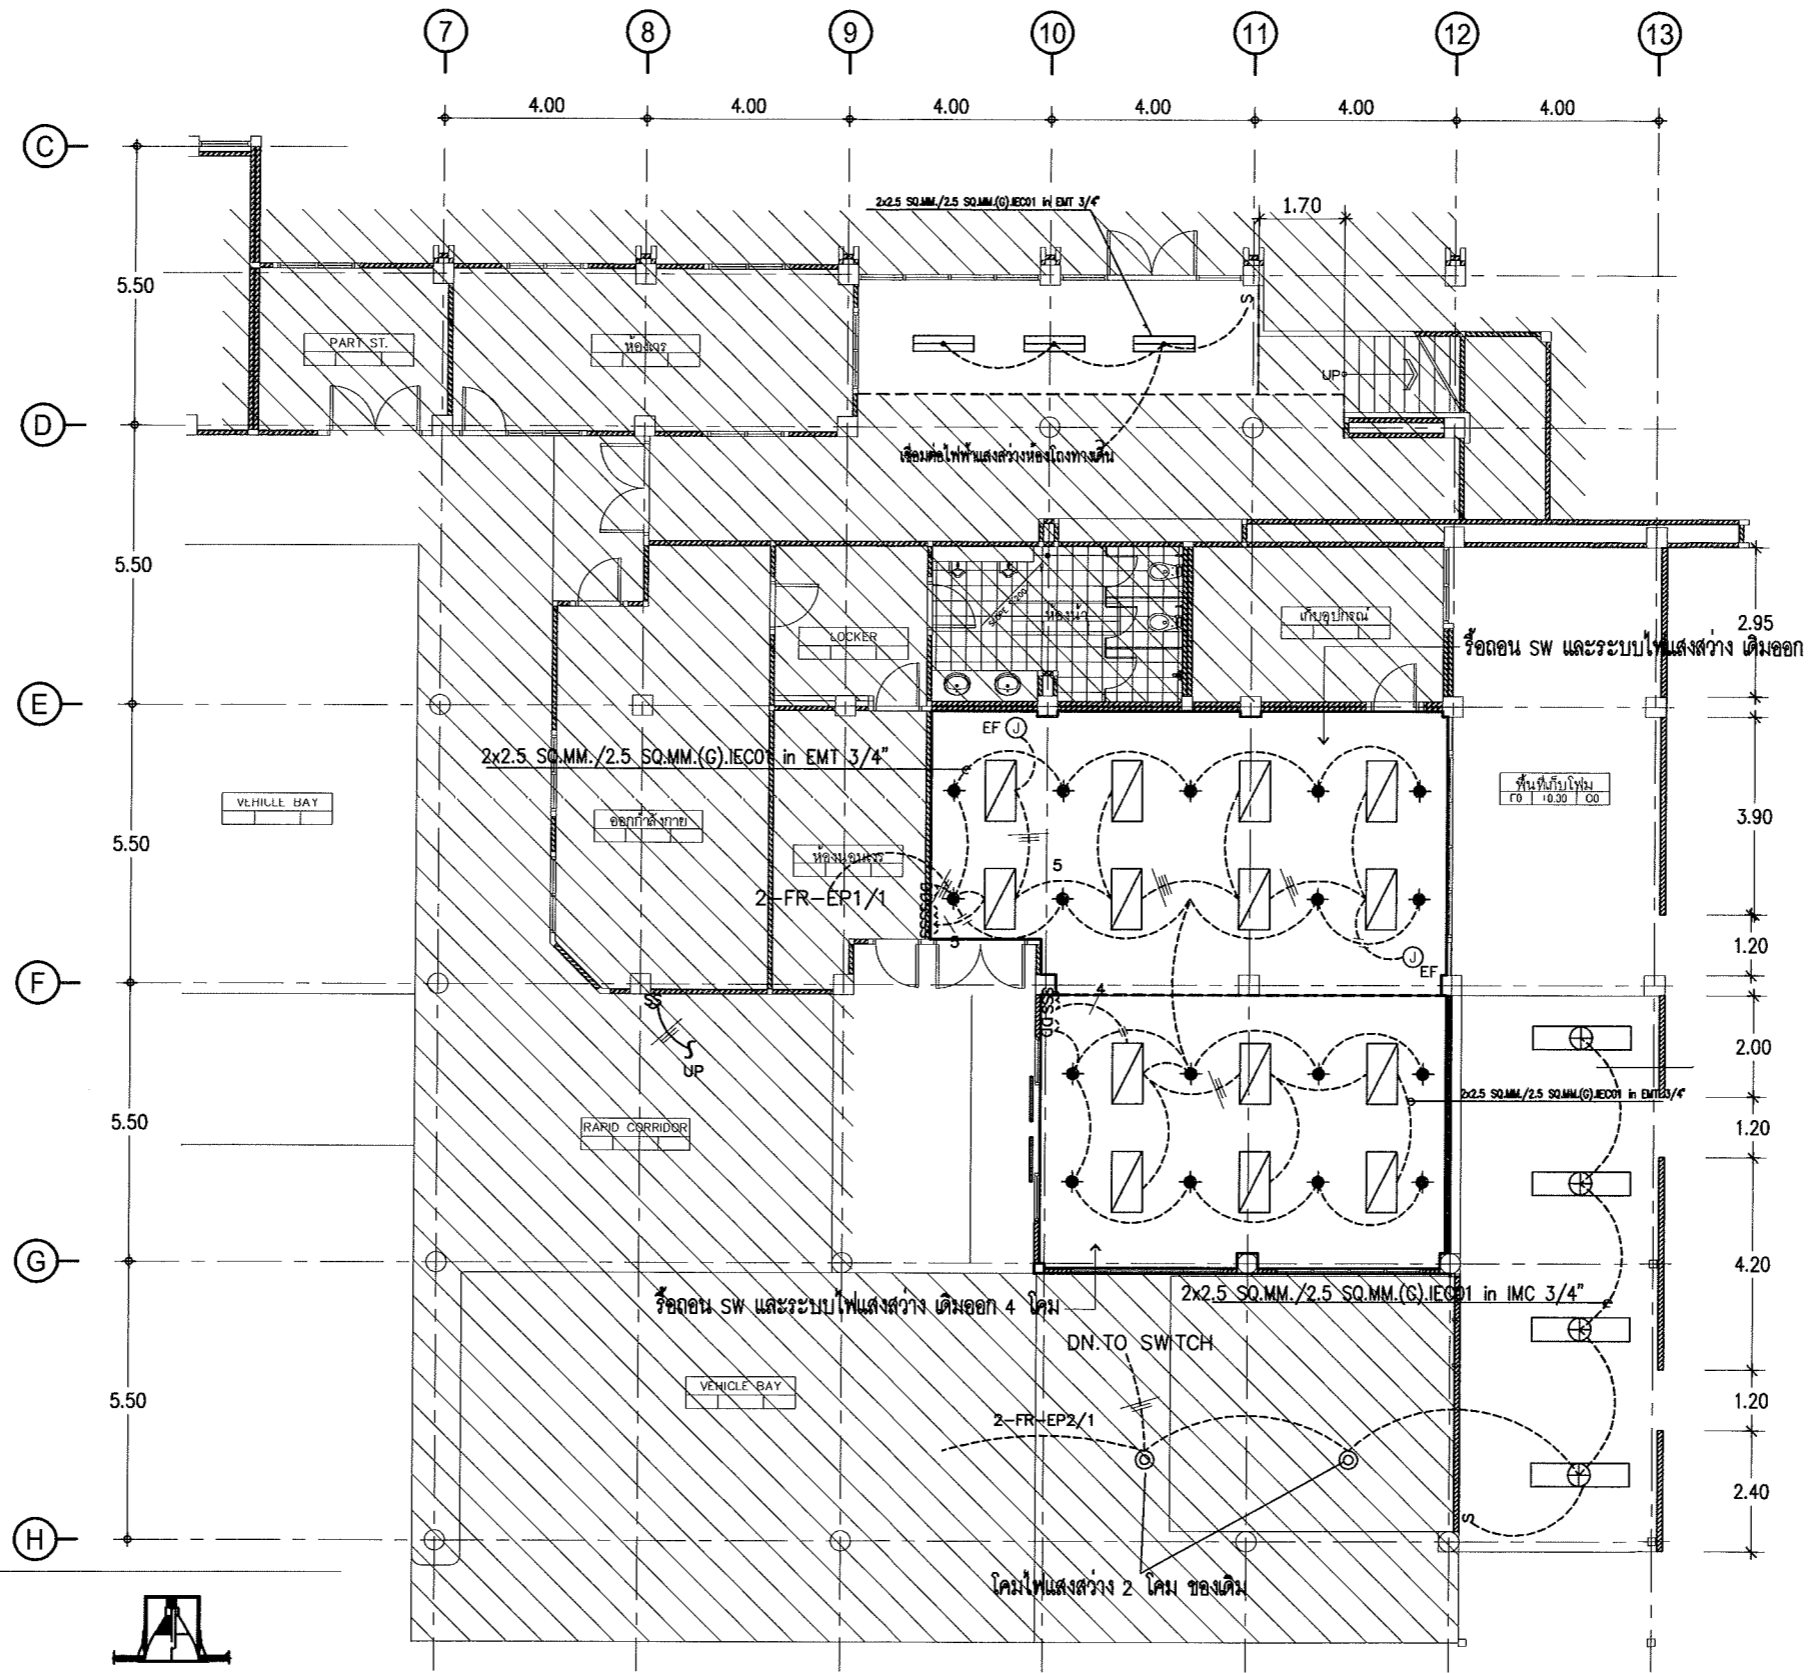 7 8 9 10 11 12 13
4.00 4.00 4.00 4.00 4.00 4.00
C
2x2.5 SQ.MM./2.5 SQ.MM.(G).IEC01 in EMT 3/4"
1.70
5.50
S
PART ST.
ห้องเวร
UP
D
เชื่อมต่อไฟฟ้าแสงสว่างห้องโถงทางเดิน
5.50
SLOPE 1:200
ห้องน้ำ
เก็บอุปกรณ์
LOCKER
2.95
รื้อถอน SW และระบบไฟแสงสว่าง เดิมออก
E
EF J
2x2.5 SQ.MM./2.5 SQ.MM.(G).IEC01 in EMT 3/4"
VEHICLE BAY
ออกกำลังกาย
พื้นที่เก็บโฟม
3.90
5.50
ห้องนอนเวร
5
2-FR-EP1/1
5
1.20
J
EF
F
4
SS
S
UP
2.00
2x2.5 SQ.MM./2.5 SQ.MM.(G).IEC01 in EMT 3/4"
5.50
RAPID CORRIDOR
1.20
G
4.20
2x2.5 SQ.MM./2.5 SQ.MM.(G).IEC01 in IMC 3/4"
รื้อถอน SW และระบบไฟแสงสว่าง เดิมออก 4 โคม
DN.TO SWITCH
VEHICLE BAY
5.50
1.20
2-FR-EP2/1
2.40
S
H
โคมไฟแสงสว่าง 2 โคม ของเดิม